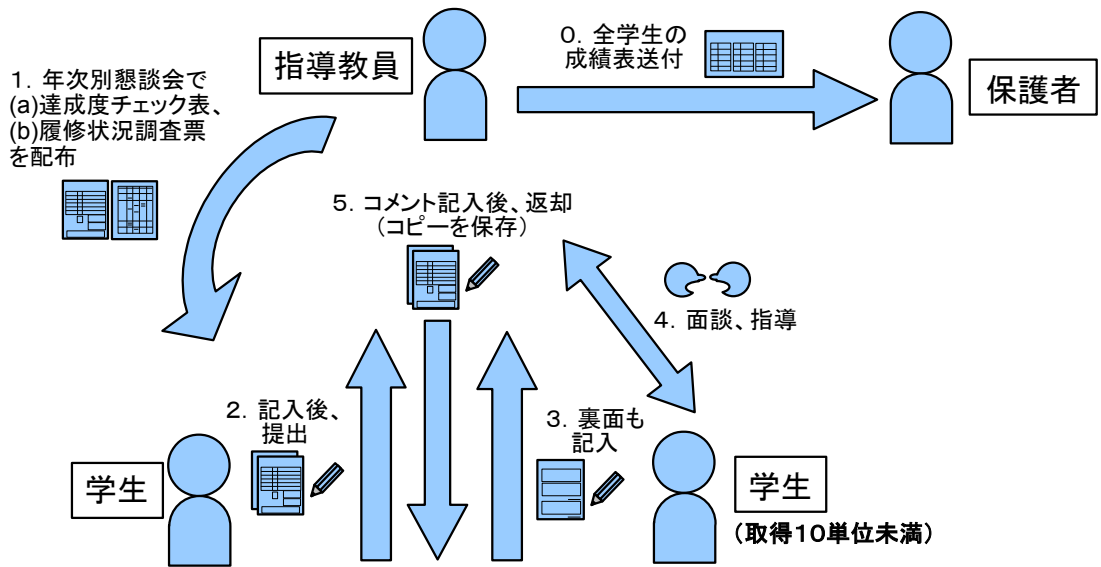 0．全学生の
成績表送付
指導教員
保護者
1．年次別懇談会で
(a)達成度チェック表、
(b)履修状況調査票
を配布
5．コメント記入後、返却
（コピーを保存）
4．面談、指導
2．記入後、
提出
3．裏面も
記入
学生
学生
（取得１０単位未満）